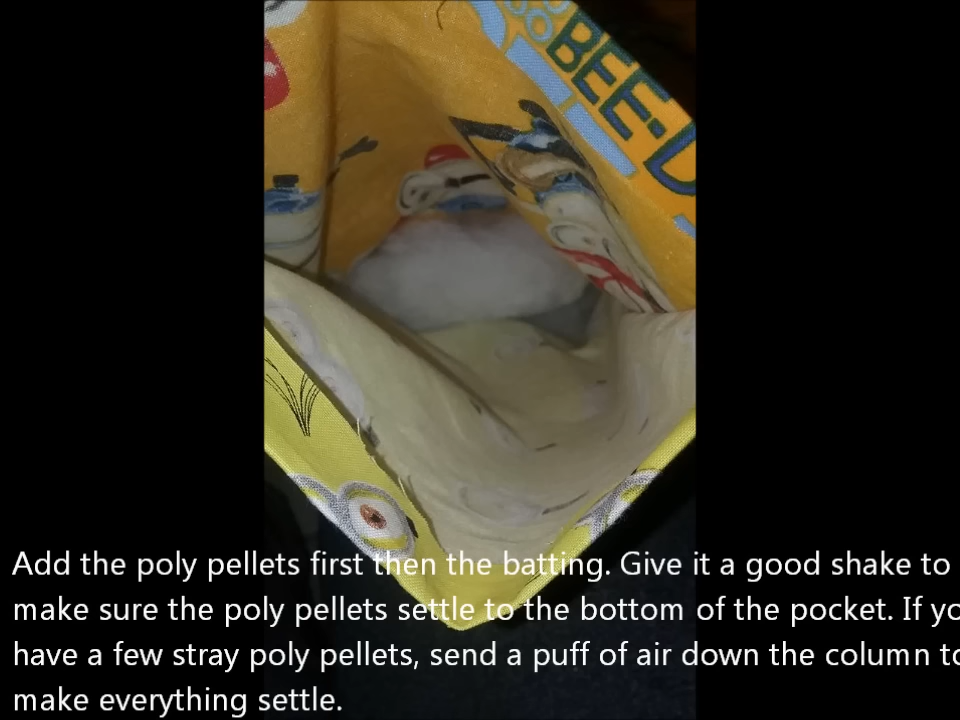 BEE-D
Add the poly pellets first then the batting. Give it a good shake to
make sure the poly pellets settle to the bottom of the pocket. If yo
have a few stray poly pellets, send a puff of air down the column to
make everything settle.